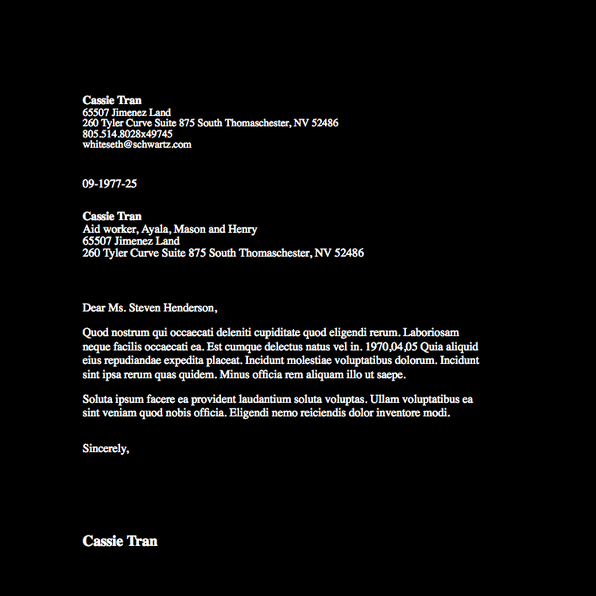 Cassie Tran
65507 Jimenez Land
260 Tyler Curve Suite 875 South Thomaschester, NV 52486
805.514.8028x49745
whiteseth@schwartz.com
09-1977-25
Cassie Tran
Aid worker, Ayala, Mason and Henry
65507 Jimenez Land
260 Tyler Curve Suite 875 South Thomaschester, NV 52486
Dear Ms. Steven Henderson,
Quod nostrum qui occaecati deleniti cupiditate quod eligendi rerum. Laboriosam
neque facilis occaecati ea. Est cumque delectus natus vel in. 1970,04,05 Quia aliquid
eius repudiandae expedita placeat. Incidunt molestiae voluptatibus dolorum. Incidunt
sint ipsa rerum quas quidem. Minus officia rem aliquam illo ut saepe.
Soluta ipsum facere ea provident laudantium soluta voluptas. Ullam voluptatibus ea
sint veniam quod nobis officia. Eligendi nemo reiciendis dolor inventore modi.
Sincerely,
Cassie Tran